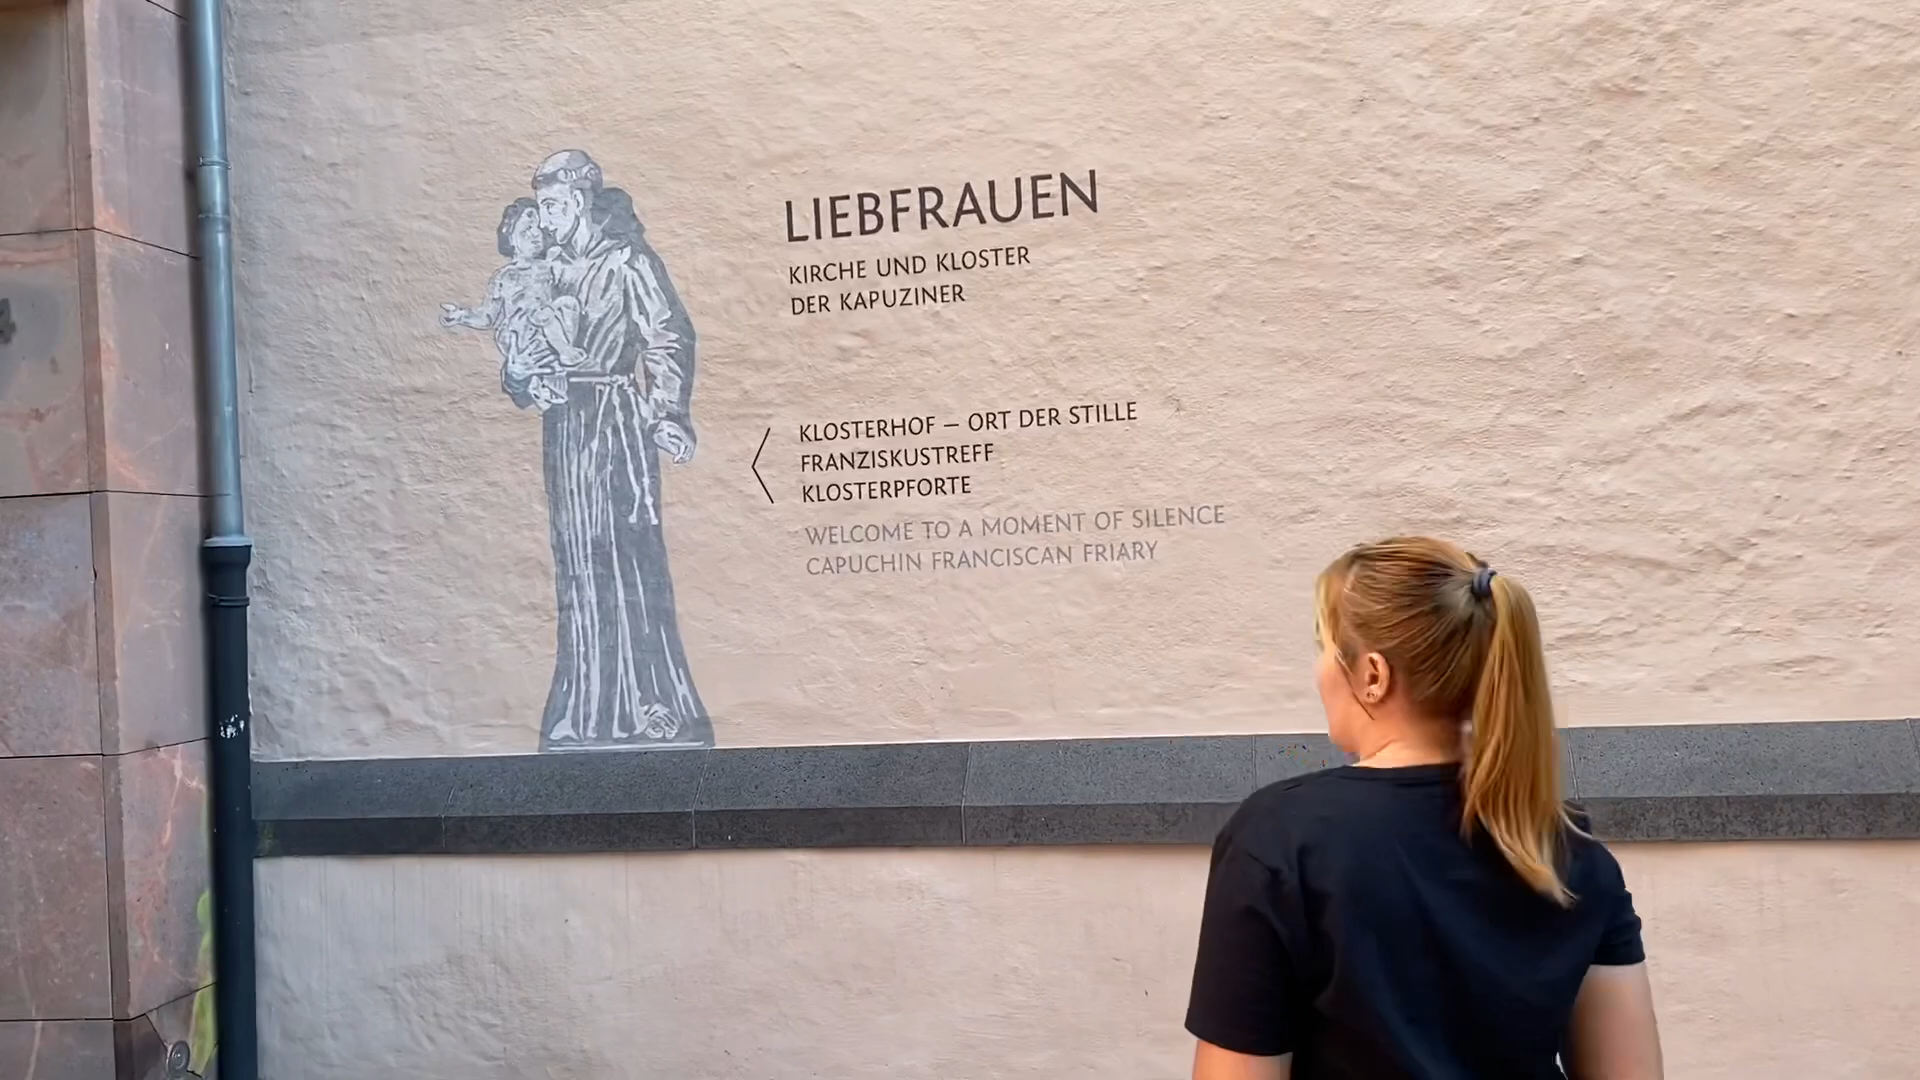 LIEBFRAUEN
KIRCHE UND KLOSTER
DER KAPUZINER
KLOSTERHOF – ORT DER STILLE
FRANZISKUSTREFF
KLOSTERPFORTE
WELCOME TO A MOMENT OF SILENCE
CAPUCHIN FRANCISCAN FRIARY